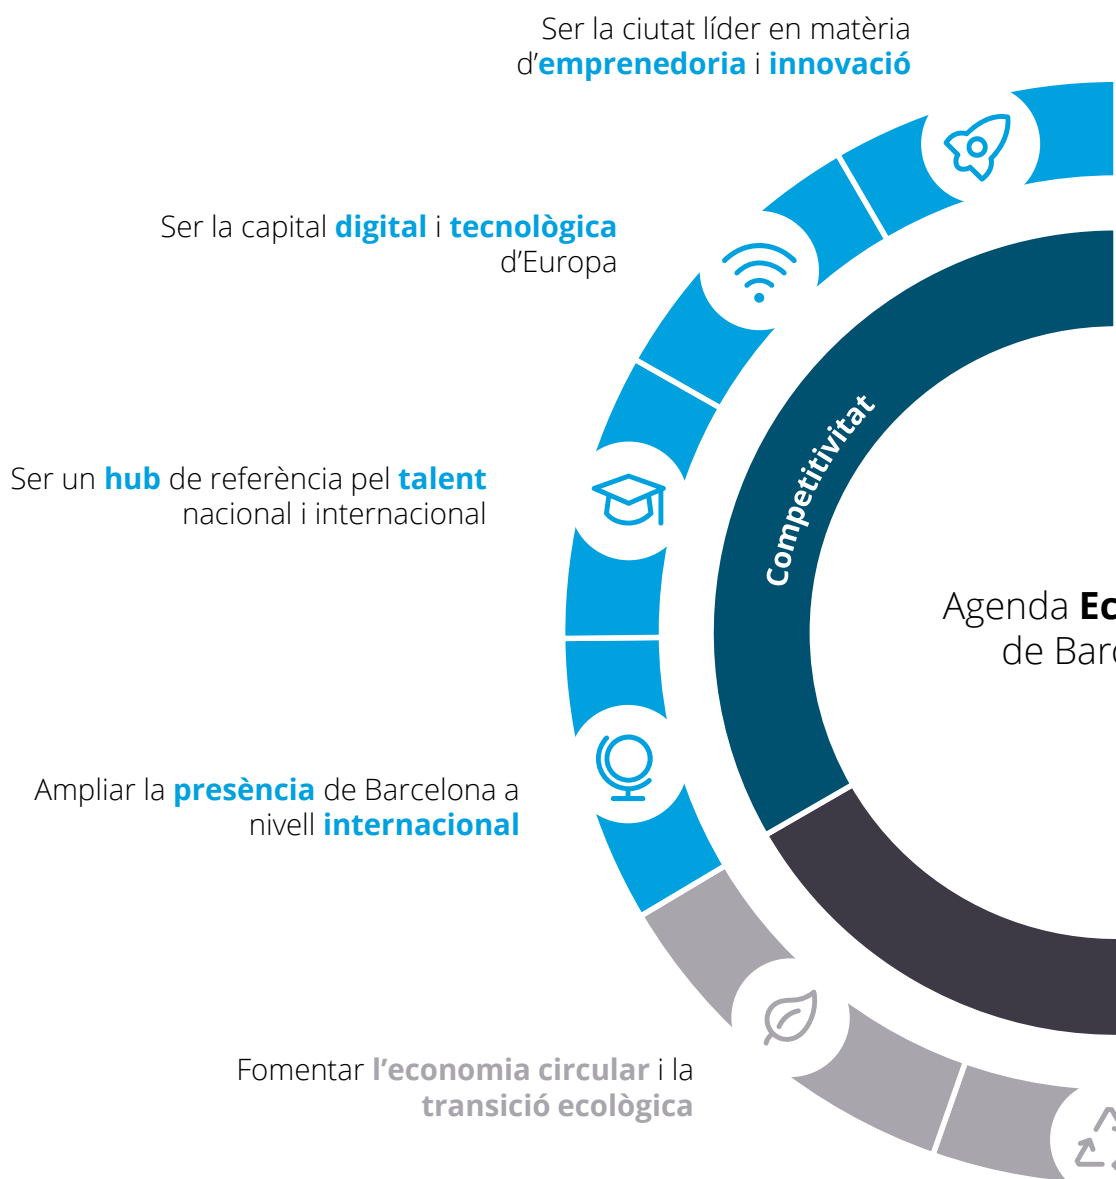 Ser la ciutat líder en matèria
d'emprenedoria i innovació
Ser la capital digital i tecnològica
d'Europa
Competitivitat
Ser un hub de referència pel talent
nacional i internacional
Agenda
de
Ampliar la presència de Barcelona a
nivell internacional
Fomentar l'economia circular i la
transició ecològica